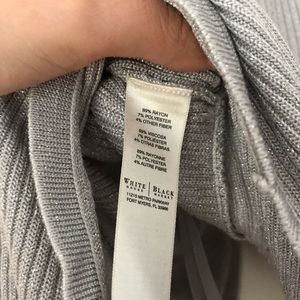 89% RAYON
7% POLYESTER
4% OTHER FIBER
89% VISCOSA
7% POLIESTER
4% OTRAS FIBRAS
89% RAYONNE
7% POLYESTER
4% AUTRE FIBRE
WHITE | BLACK
HOUSE | MARKET
11215 METRO PARKWAY
FORT MYERS, FL 33966